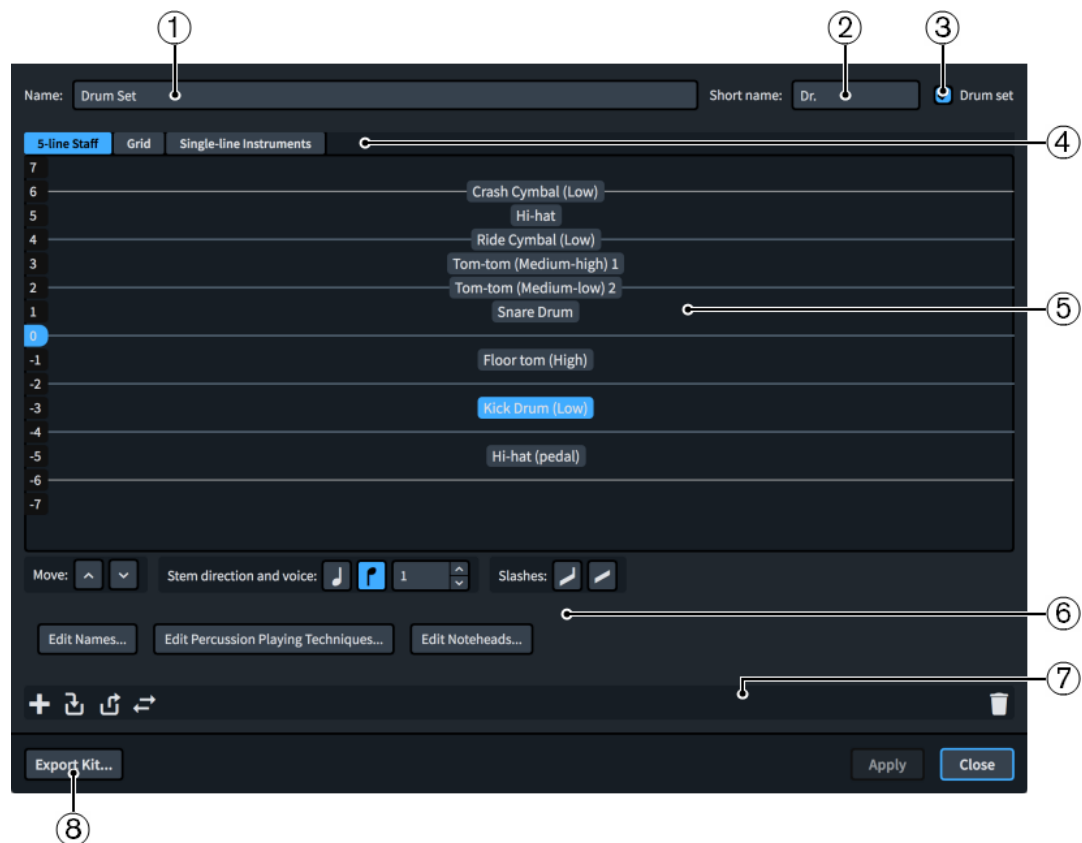 ① ② ③
Name: Drum Set Short name: Dr. Drum set
5-line Staff Grid Single-line Instruments ④
7
6 Crash Cymbal (Low)
5 Hi-hat
4 Ride Cymbal (Low)
3 Tom-tom (Medium-high) 1
2 Tom-tom (Medium-low) 2
1 Snare Drum ⑤
0
-1 Floor tom (High)
-2
-3 Kick Drum (Low)
-4
-5 Hi-hat (pedal)
-6
-7
Move: Stem direction and voice: 1 Slashes:
⑥
Edit Names... Edit Percussion Playing Techniques... Edit Noteheads...
⑦
Export Kit... Apply Close
⑧